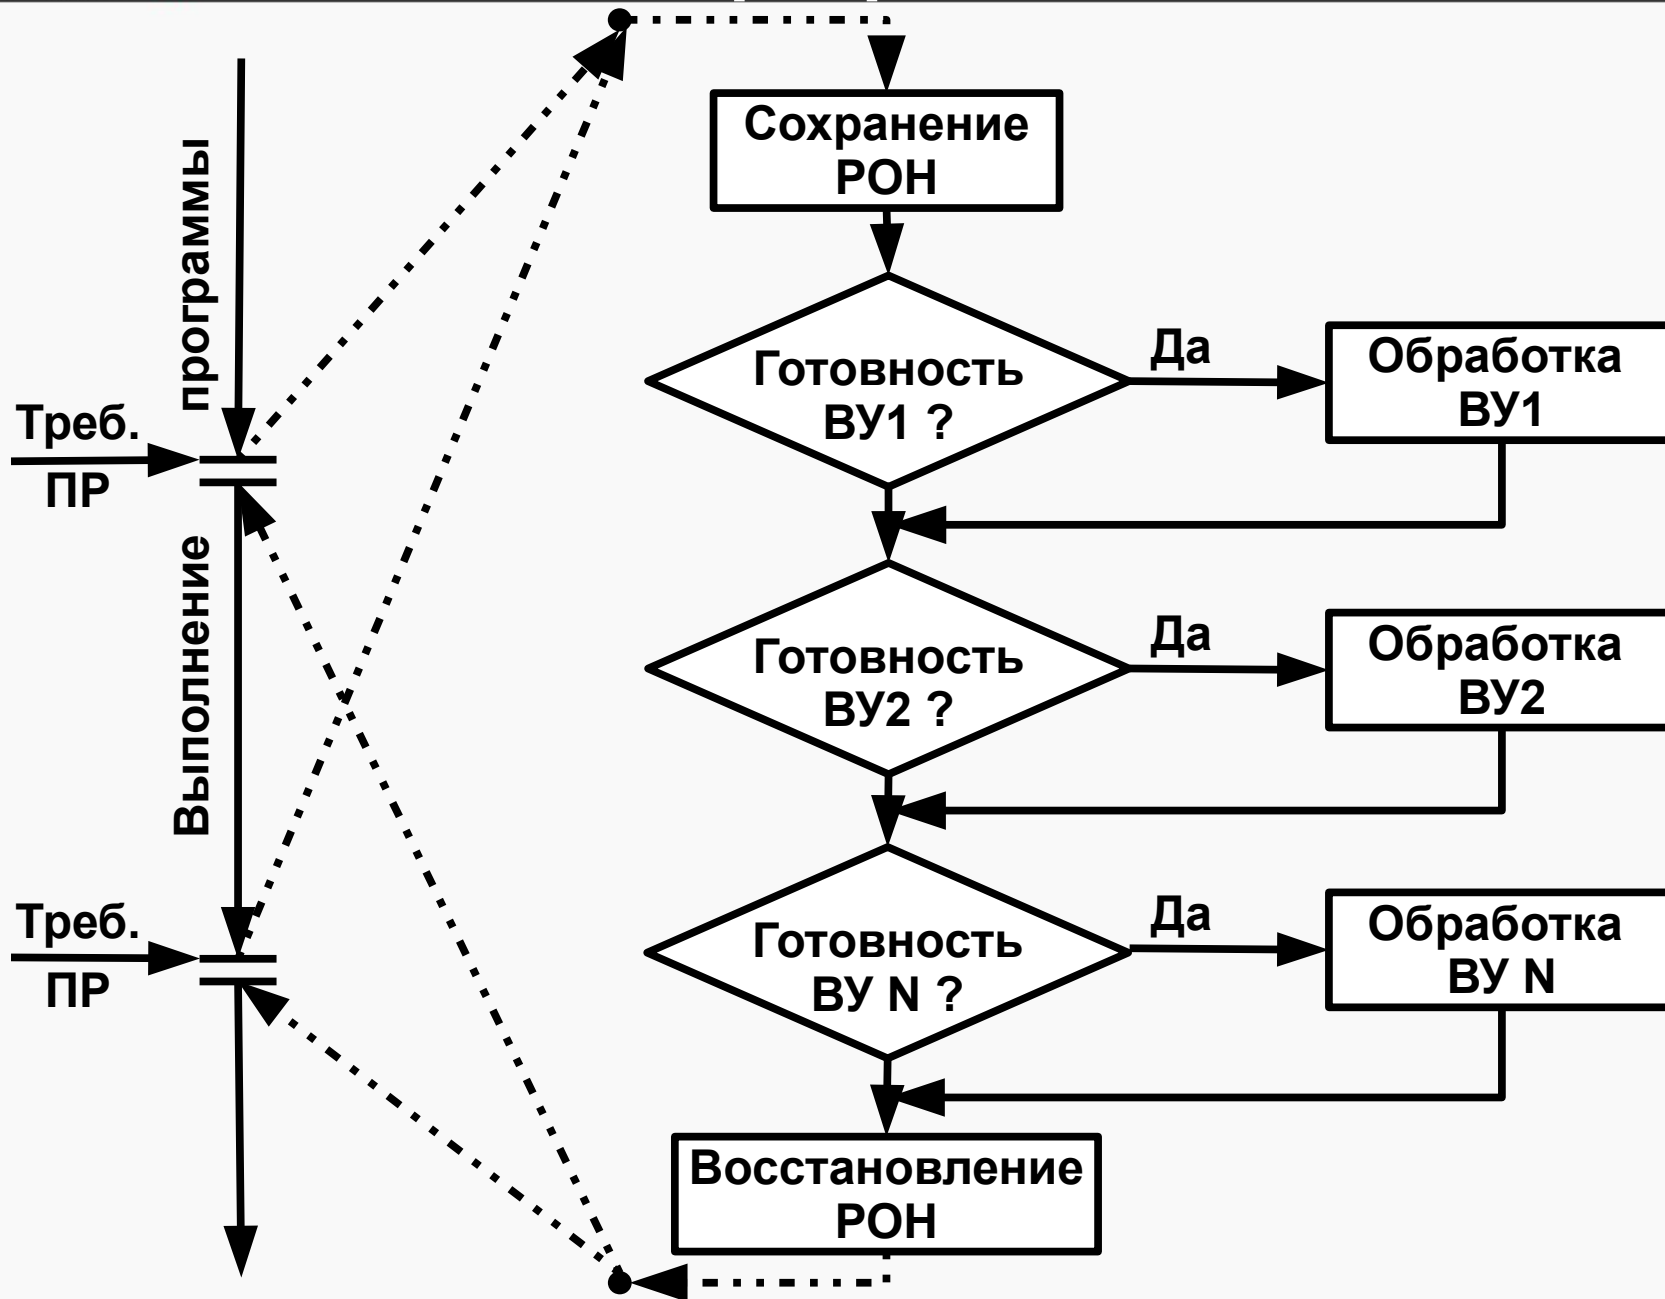 Сохранение
РОН
программы
Готовность
ВУ1 ?
Да
Обработка
ВУ1
Треб.
ПР
Выполнение
Готовность
ВУ2 ?
Да
Обработка
ВУ2
Треб.
ПР
Готовность
ВУ N ?
Да
Обработка
ВУ N
Восстановление
РОН